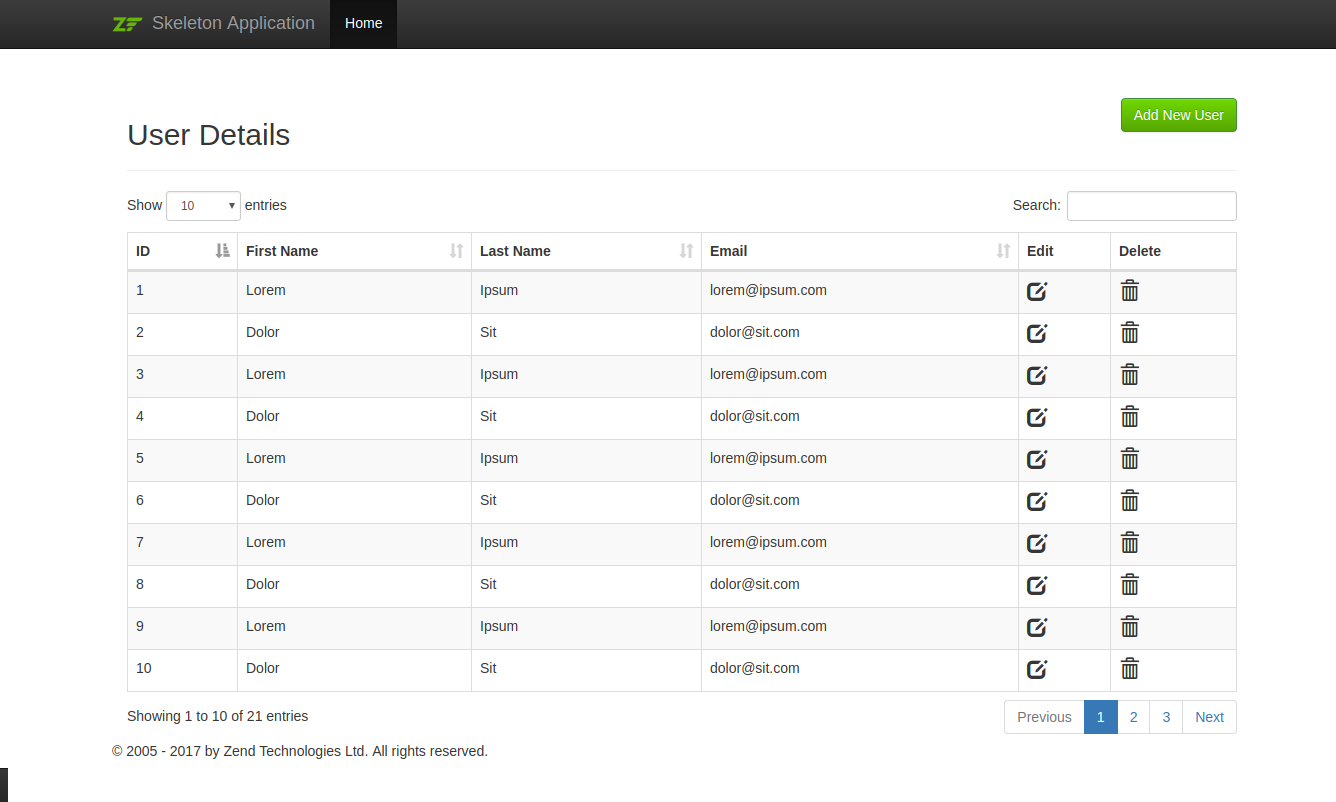 ZF Skeleton Application Home
Add New User
User Details
Show 10 entries Search:
ID First Name Last Name Email Edit Delete
1 Lorem Ipsum lorem@ipsum.com
2 Dolor Sit dolor@sit.com
3 Lorem Ipsum lorem@ipsum.com
4 Dolor Sit dolor@sit.com
5 Lorem Ipsum lorem@ipsum.com
6 Dolor Sit dolor@sit.com
7 Lorem Ipsum lorem@ipsum.com
8 Dolor Sit dolor@sit.com
9 Lorem Ipsum lorem@ipsum.com
10 Dolor Sit dolor@sit.com
Showing 1 to 10 of 21 entries Previous 1 2 3 Next
© 2005 - 2017 by Zend Technologies Ltd. All rights reserved.